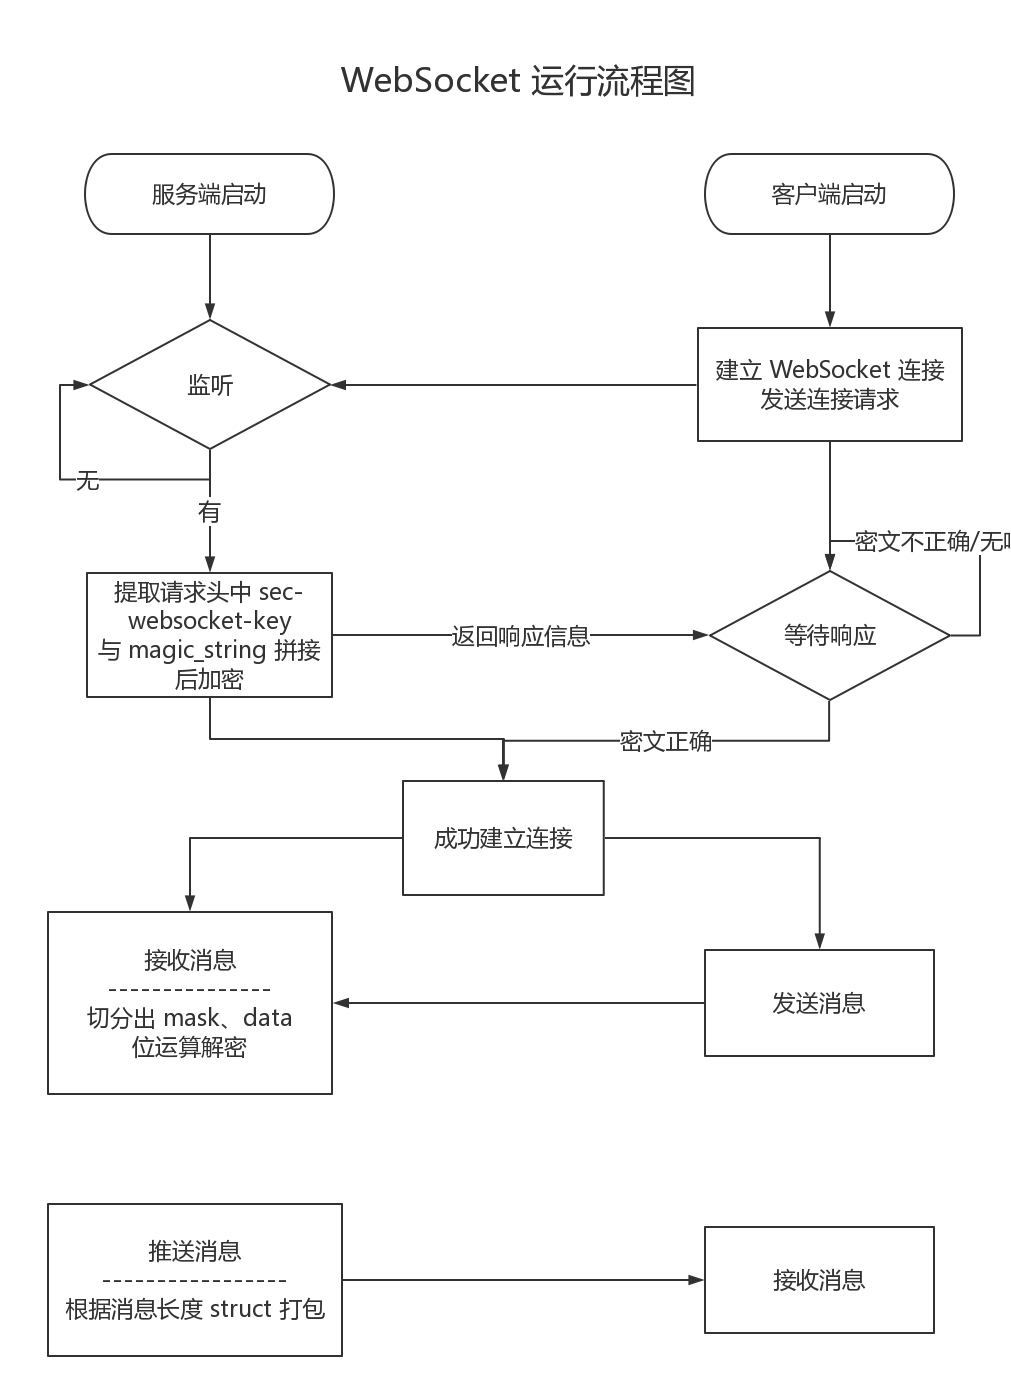 WebSocket 运行流程图
服务端启动
客户端启动
监听
建立 WebSocket 连接
发送连接请求
无
有
密文不正确/无
提取请求头中 sec-
websocket-key
与 magic_string 拼接
后加密
返回响应信息
等待响应
密文正确
成功建立连接
接收消息
---------------
切分出 mask、data
位运算解密
发送消息
推送消息
-----------------
根据消息长度 struct 打包
接收消息